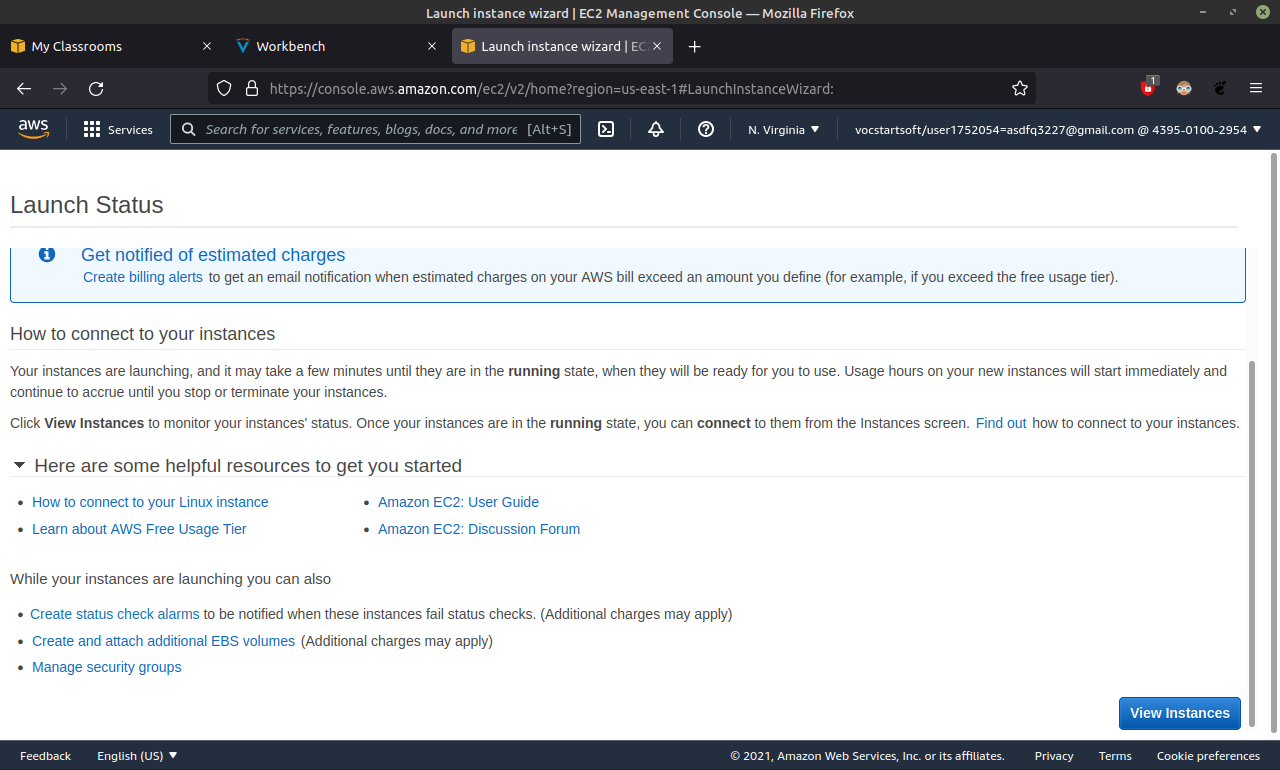 Launch instance wizard | EC2 Management Console — Mozilla Firefox
My Classrooms
Workbench
Launch instance wizard | EC
https://console.aws.amazon.com/ec2/v2/home?region=us-east-1#LaunchInstanceWizard:
1
aws
Services
Search for services, features, blogs, docs, and more [Alt+S]
N. Virginia
vocstartsoft/user1752054=asdfq3227@gmail.com @ 4395-0100-2954
Launch Status
Get notified of estimated charges
Create billing alerts to get an email notification when estimated charges on your AWS bill exceed an amount you define (for example, if you exceed the free usage tier).
How to connect to your instances
Your instances are launching, and it may take a few minutes until they are in the running state, when they will be ready for you to use. Usage hours on your new instances will start immediately and
continue to accrue until you stop or terminate your instances.
Click View Instances to monitor your instances' status. Once your instances are in the running state, you can connect to them from the Instances screen. Find out how to connect to your instances.
Here are some helpful resources to get you started
• How to connect to your Linux instance
• Learn about AWS Free Usage Tier
• Amazon EC2: User Guide
• Amazon EC2: Discussion Forum
While your instances are launching you can also
• Create status check alarms to be notified when these instances fail status checks. (Additional charges may apply)
• Create and attach additional EBS volumes (Additional charges may apply)
• Manage security groups
View Instances
Feedback
English (US)
© 2021, Amazon Web Services, Inc. or its affiliates.
Privacy
Terms
Cookie preferences